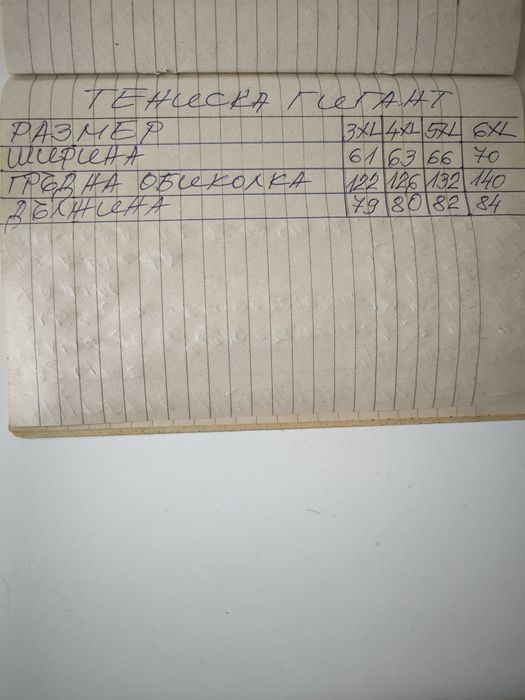 ТЕНИСКА ГИГАНТ
РАЗМЕР 3XL 4XL 5XL 6XL
ШИРИНА 61 63 66 70
ГРЪДНА ОБИКОЛКА 122 126 132 140
ДЪЛЖИНА 79 80 82 84